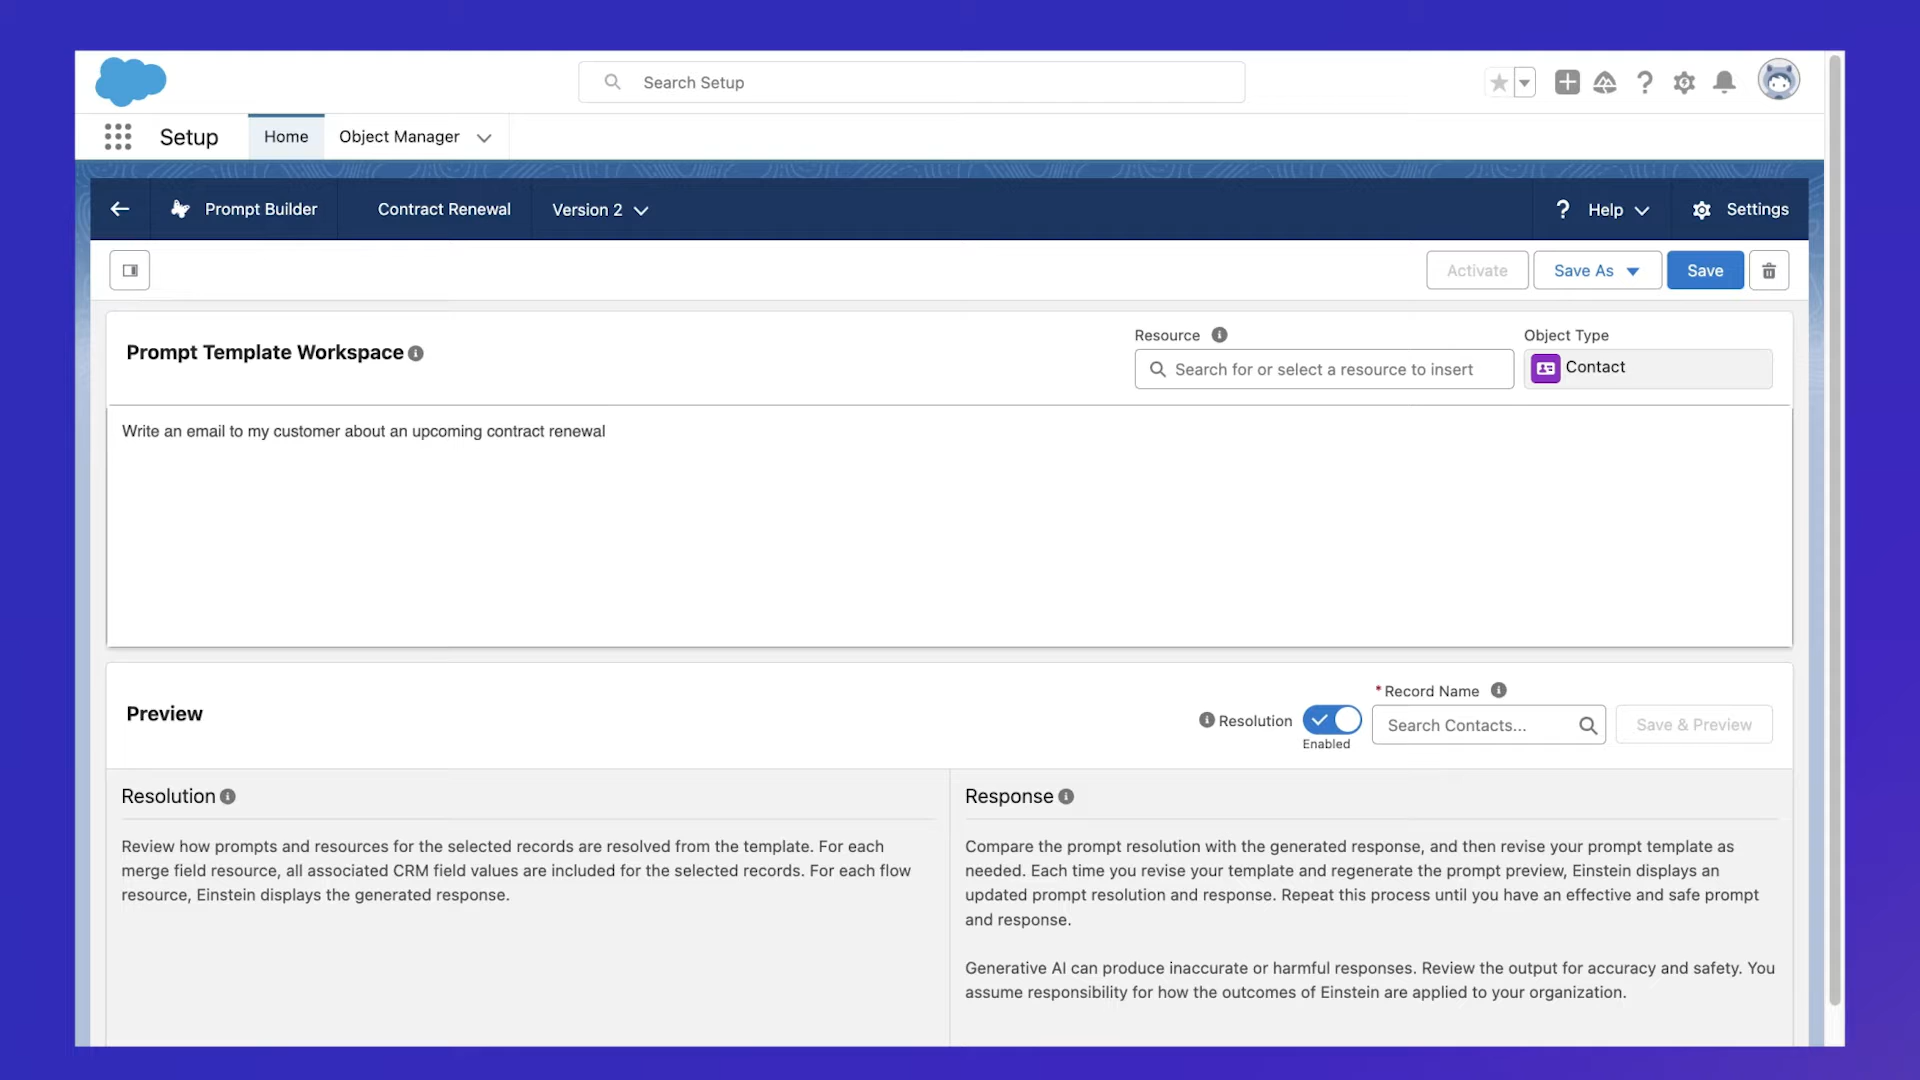 Search Setup
Setup
Home
Object Manager
Prompt Builder
Contract Renewal
Version 2
? Help
Settings
Activate
Save As
Save
Prompt Template Workspace
Resource
Search for or select a resource to insert
Object Type
Contact
Write an email to my customer about an upcoming contract renewal
Preview
Resolution
Enabled
* Record Name
Search Contacts...
Save & Preview
Resolution
Review how prompts and resources for the selected records are resolved from the template. For each
merge field resource, all associated CRM field values are included for the selected records. For each flow
resource, Einstein displays the generated response.
Response
Compare the prompt resolution with the generated response, and then revise your prompt template as
needed. Each time you revise your template and regenerate the prompt preview, Einstein displays an
updated prompt resolution and response. Repeat this process until you have an effective and safe prompt
and response.
Generative AI can produce inaccurate or harmful responses. Review the output for accuracy and safety. You
assume responsibility for how the outcomes of Einstein are applied to your organization.